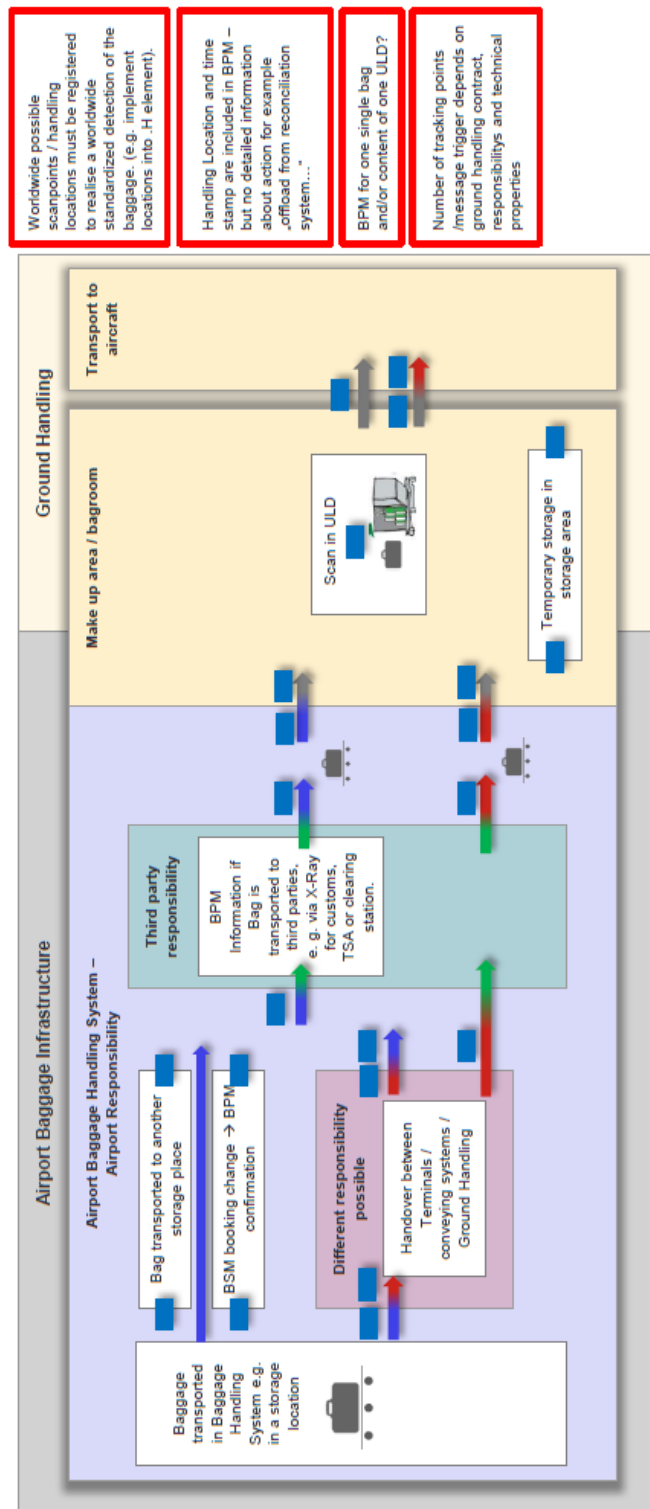 Airport Baggage Infrastructure
Ground Handling
Airport Baggage Handling System –
Airport Responsibility
Make up area / bagroom
Transport to
aircraft
Baggage
transported
in Baggage
Handling
System e.g.
in a storage
location
Bag transported to another
storage place
BSM booking change → BPM
confirmation
Different responsibility
possible
Handover between
Terminals /
conveying systems /
Ground Handling
Third party
responsibility
BPM
Information if
Bag is
transported to
third parties,
e. g. via X-Ray
for customs,
TSA or clearing
station.
Scan in ULD
Temporary storage in
storage area
Worldwide possible
scanpoints / handling
locations must be registered
to realise a worldwide
standardized detection of the
baggage. (e.g. implement
locations into .H element).
Handling Location and time
stamp are included in BPM –
but no detailed information
about action for example
„offload from reconciliation
system…“
BPM for one single bag
and/or content of one ULD?
Number of tracking points
/message trigger depends on
ground handling contract,
responsibilitys and technical
properties